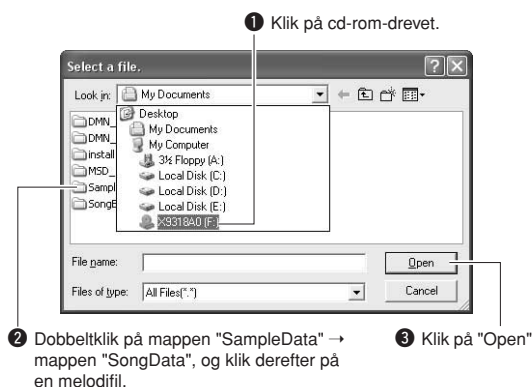 ❶ Klik på cd-rom-drevet.
Select a file.
Look in: My Documents
Desktop
My Documents
My Computer
3½ Floppy (A:)
Local Disk (C:)
Local Disk (D:)
Local Disk (E:)
X9318A0 (F:)
DMN_
DMN_
install
MSD_
Sampl
SongE
File name:
Open
Files of type: All Files(*.*)
Cancel
❷ Dobbeltklik på mappen "SampleData" →
mappen "SongData", og klik derefter på
en melodifil.
❸ Klik på "Open"